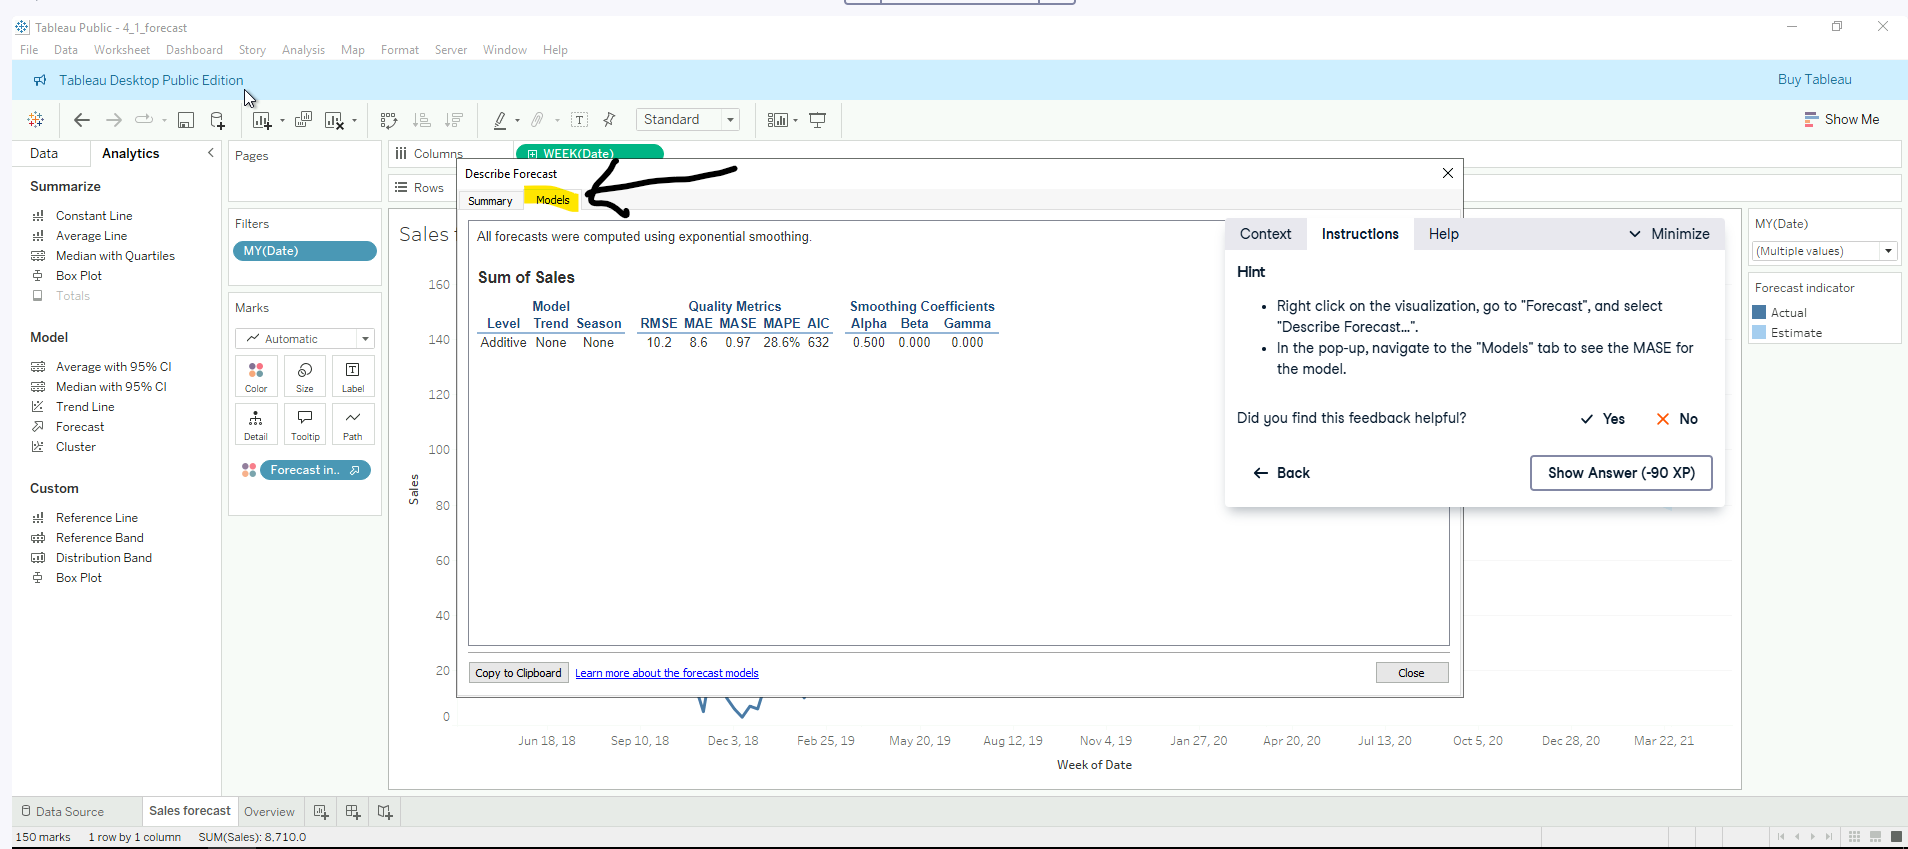 Tableau Public - 4_1_forecast
File Data Worksheet Dashboard Story Analysis Map Format Server Window Help
Tableau Desktop Public Edition
Buy Tableau
Standard
Show Me
Data Analytics
Summarize
Constant Line
Average Line
Median with Quartiles
Box Plot
Totals
Model
Average with 95% CI
Median with 95% CI
Trend Line
Forecast
Cluster
Custom
Reference Line
Reference Band
Distribution Band
Box Plot
Pages
Filters
MY(Date)
Marks
Automatic
Color Size Label
Detail Tooltip Path
Forecast in..
Columns
WEEK(Date)
Rows
Sales
160
140
120
100
80
60
40
20
0
Sales
Jun 18, 18 Sep 10, 18 Dec 3, 18 Feb 25, 19 May 20, 19 Aug 12, 19 Nov 4, 19 Jan 27, 20 Apr 20, 20 Jul 13, 20 Oct 5, 20 Dec 28, 20 Mar 22, 21
Week of Date
Describe Forecast
Summary Models
All forecasts were computed using exponential smoothing.
Sum of Sales
Model Quality Metrics Smoothing Coefficients
Level Trend Season RMSE MAE MASE MAPE AIC Alpha Beta Gamma
Additive None None 10.2 8.6 0.97 28.6% 632 0.500 0.000 0.000
Copy to Clipboard Learn more about the forecast models
Close
Context Instructions Help Minimize
Hint
• Right click on the visualization, go to "Forecast", and select
"Describe Forecast...".
• In the pop-up, navigate to the "Models" tab to see the MASE for
the model.
Did you find this feedback helpful? Yes No
Back Show Answer (-90 XP)
MY(Date)
(Multiple values)
Forecast indicator
Actual
Estimate
Data Source Sales forecast Overview
150 marks 1 row by 1 column SUM(Sales): 8.710.0